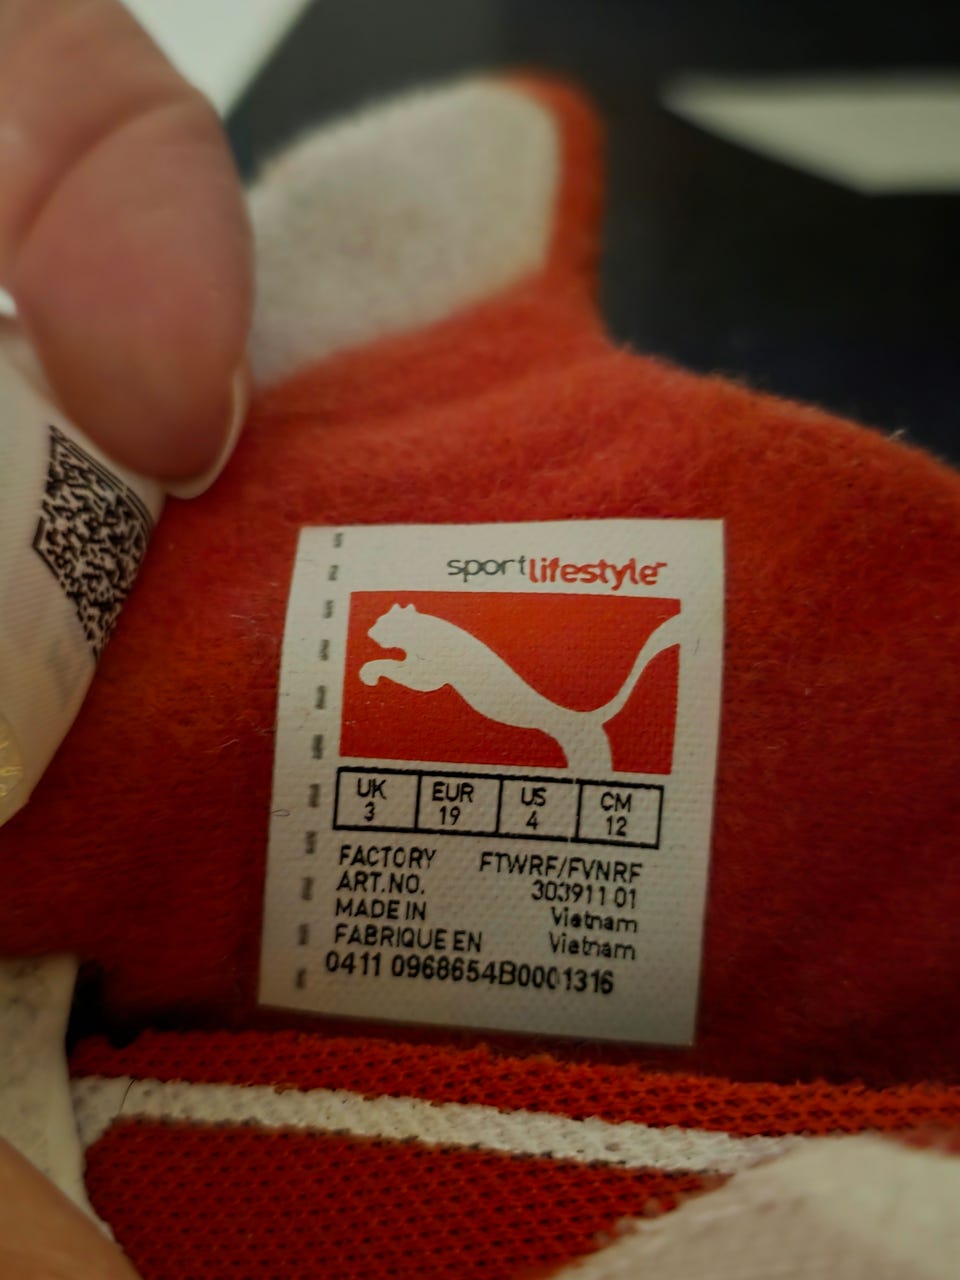 sportlifestyle
UK EUR US CM
3 19 4 12
FACTORY FTWRF/FVNRF
ART.NO. 303911 01
MADE IN Vietnam
FABRIQUE EN Vietnam
0411 0968654B0001316